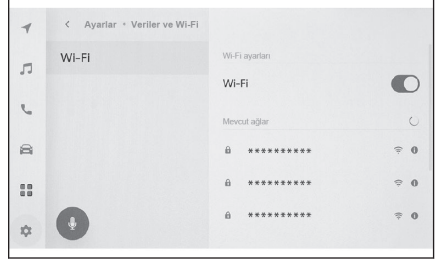 < Ayarlar • Veriler ve Wi-Fi
Wi-Fi
Wi-Fi ayarları
Wi-Fi
Mevcut ağlar
**********
**********
**********